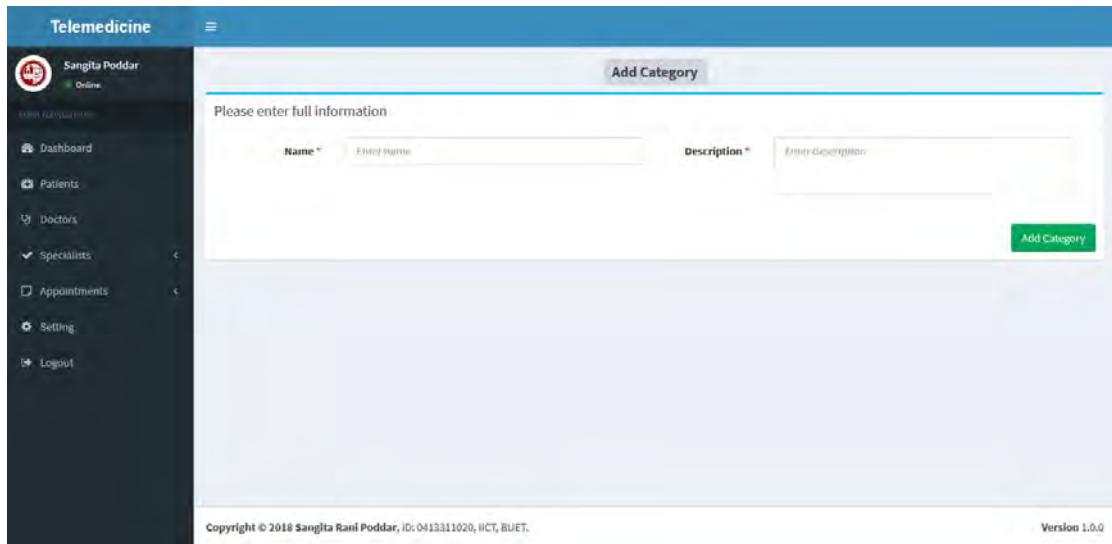 Telemedicine
Sangita Poddar
Online
Dashboard
Patients
Doctors
Specialists
Appointments
Setting
Logout
Add Category
Please enter full information
Name *
Enter name
Description *
Enter description
Add Category
Copyright © 2018 Sangita Rani Poddar, ID: 0413311020, IICT, BUET.
Version 1.0.0